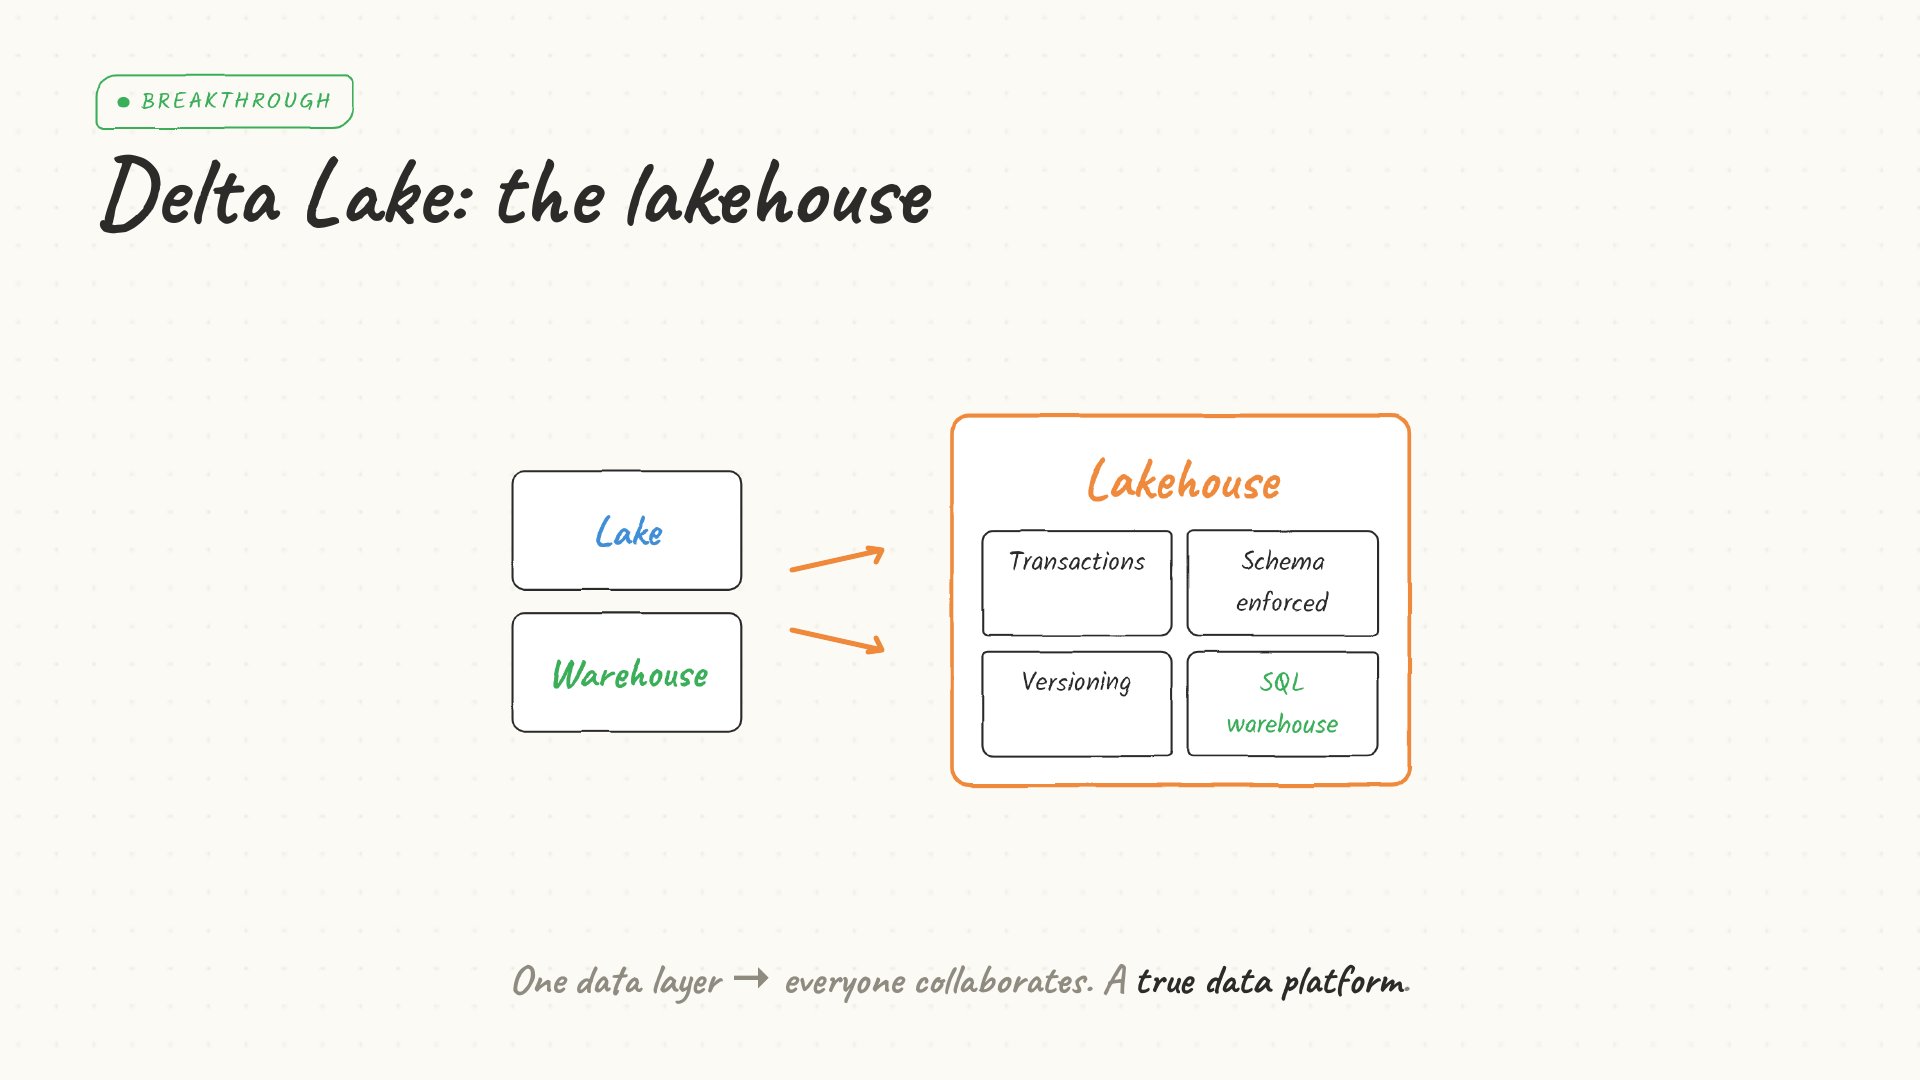 BREAKTHROUGH
Delta Lake: the lakehouse
Lake
Warehouse
Lakehouse
Transactions
Schema
enforced
Versioning
SQL
warehouse
One data layer → everyone collaborates. A true data platform.